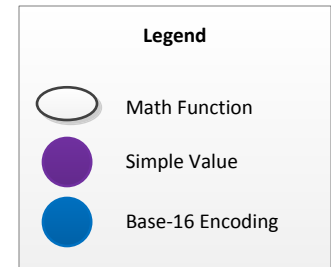 Legend
Math Function
Simple Value
Base-16 Encoding